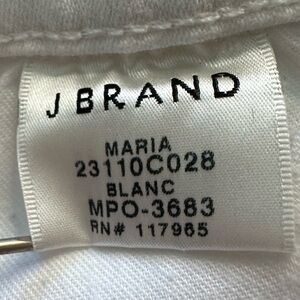 J BRAND
MARIA
23110C028
BLANC
MPO-3683
RN# 117965